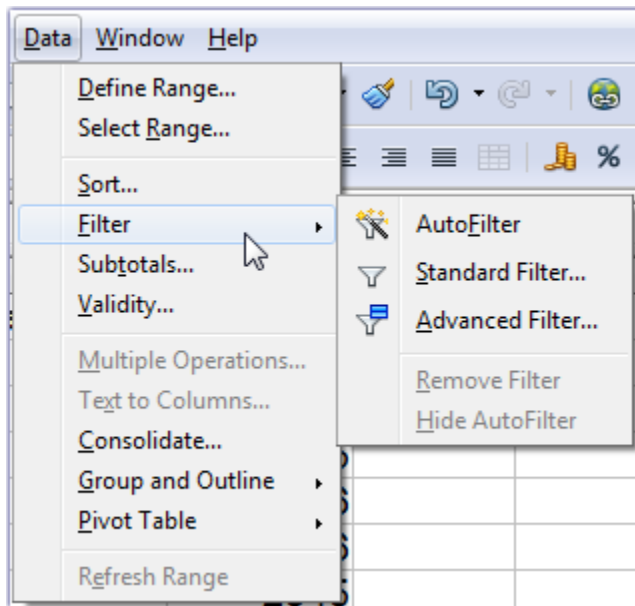 Data Window Help
Define Range...
Select Range...
Sort...
Filter
Subtotals...
Validity...
Multiple Operations...
Text to Columns...
Consolidate...
Group and Outline
Pivot Table
Refresh Range
%
AutoFilter
Standard Filter...
Advanced Filter...
Remove Filter
Hide AutoFilter